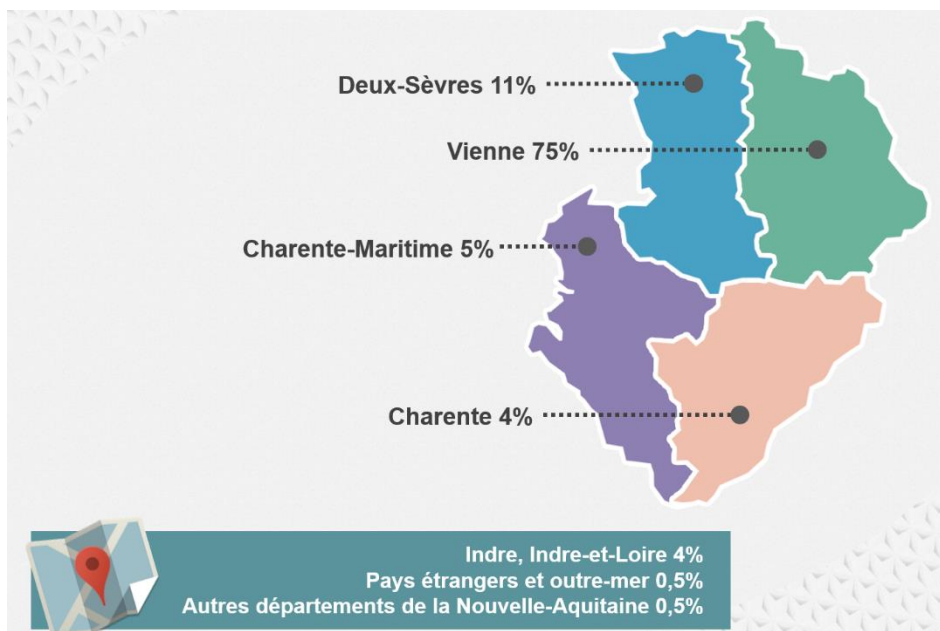 Deux-Sèvres 11%
Vienne 75%
Charente-Maritime 5%
Charente 4%
Indre, Indre-et-Loire 4%
Pays étrangers et outre-mer 0,5%
Autres départements de la Nouvelle-Aquitaine 0,5%